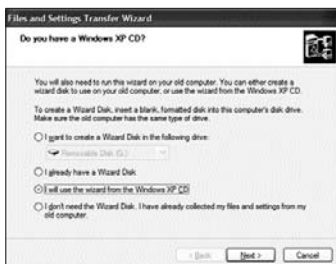 Files and Settings Transfer Wizard
Do you have a Windows XP CD?
You will also need to run this wizard on your old computer. You can either create a
wizard disk to use on your old computer, or use the wizard from the Windows XP CD.
To create a Wizard Disk, insert a blank, formatted disk into this computer's disk drive.
Make sure the old computer has the same type of drive.
I want to create a Wizard Disk in the following drive:
Removable Disk (G:)
I already have a Wizard Disk
I will use the wizard from the Windows XP CD
I don't need the Wizard Disk. I have already collected my files and settings from my
old computer.
< Back Next > Cancel